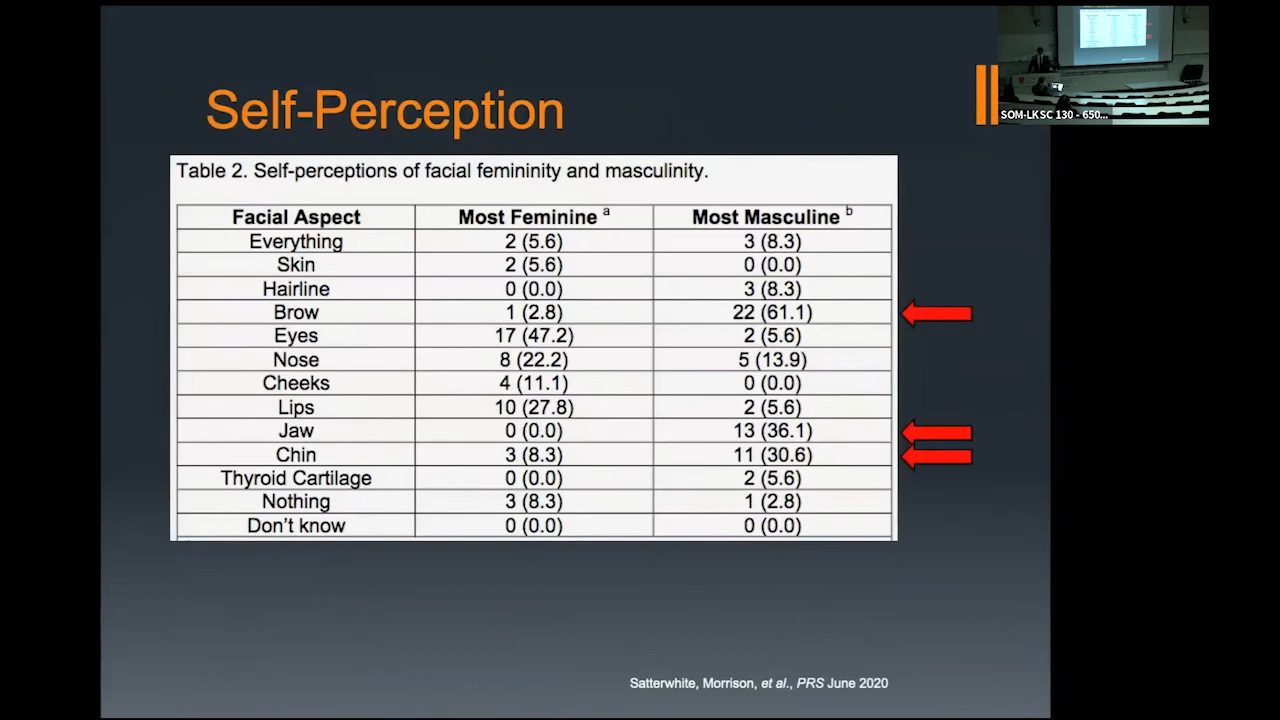 Self-Perception
SOM-LKSC 130 - 650...
Table 2. Self-perceptions of facial femininity and masculinity.
Facial Aspect Most Feminine a Most Masculine b
Everything 2 (5.6) 3 (8.3)
Skin 2 (5.6) 0 (0.0)
Hairline 0 (0.0) 3 (8.3)
Brow 1 (2.8) 22 (61.1)
Eyes 17 (47.2) 2 (5.6)
Nose 8 (22.2) 5 (13.9)
Cheeks 4 (11.1) 0 (0.0)
Lips 10 (27.8) 2 (5.6)
Jaw 0 (0.0) 13 (36.1)
Chin 3 (8.3) 11 (30.6)
Thyroid Cartilage 0 (0.0) 2 (5.6)
Nothing 3 (8.3) 1 (2.8)
Don't know 0 (0.0) 0 (0.0)
Satterwhite, Morrison, et al., PRS June 2020